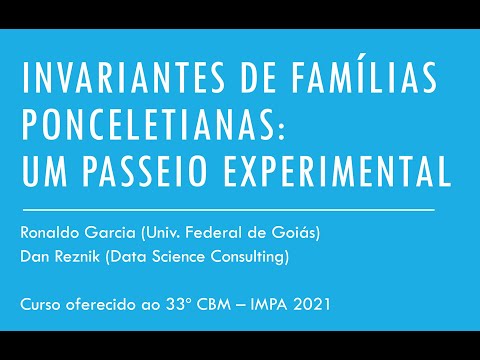 INVARIANTES DE FAMÍLIAS
PONCELETIANAS:
UM PASSEIO EXPERIMENTAL
Ronaldo Garcia (Univ. Federal de Goiás)
Dan Reznik (Data Science Consulting)
Curso oferecido ao 33º CBM – IMPA 2021